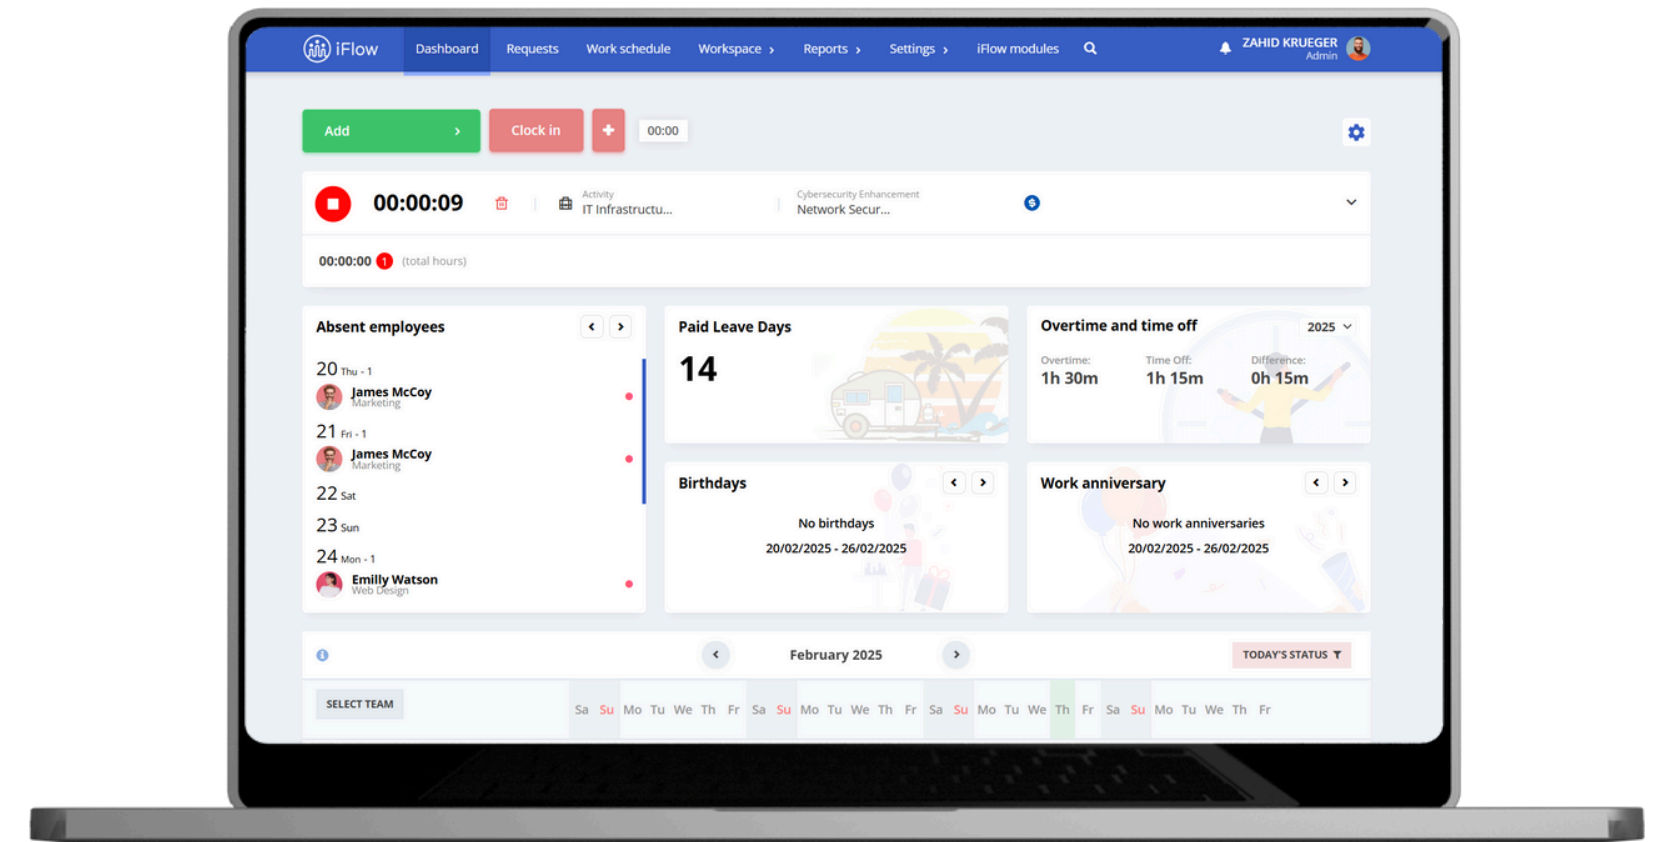 iFlow Dashboard Requests Work schedule Workspace Reports Settings iFlow modules ZAHID KRUEGER
Admin
Add Clock in 00:00
00:00:09
Activity
IT Infrastructu...
Cybersecurity Enhancement
Network Secur...
00:00:00 1 (total hours)
Absent employees
20 Thu - 1
James McCoy
Marketing
21 Fri - 1
James McCoy
Marketing
22 Sat
23 Sun
24 Mon - 1
Emilly Watson
Web Design
Paid Leave Days
14
Overtime and time off 2025
Overtime: Time Off: Difference:
1h 30m 1h 15m 0h 15m
Birthdays
No birthdays
20/02/2025 - 26/02/2025
Work anniversary
No work anniversaries
20/02/2025 - 26/02/2025
February 2025 TODAY'S STATUS
SELECT TEAM Sa Su Mo Tu We Th Fr Sa Su Mo Tu We Th Fr Sa Su Mo Tu We Th Fr Sa Su Mo Tu We Th Fr